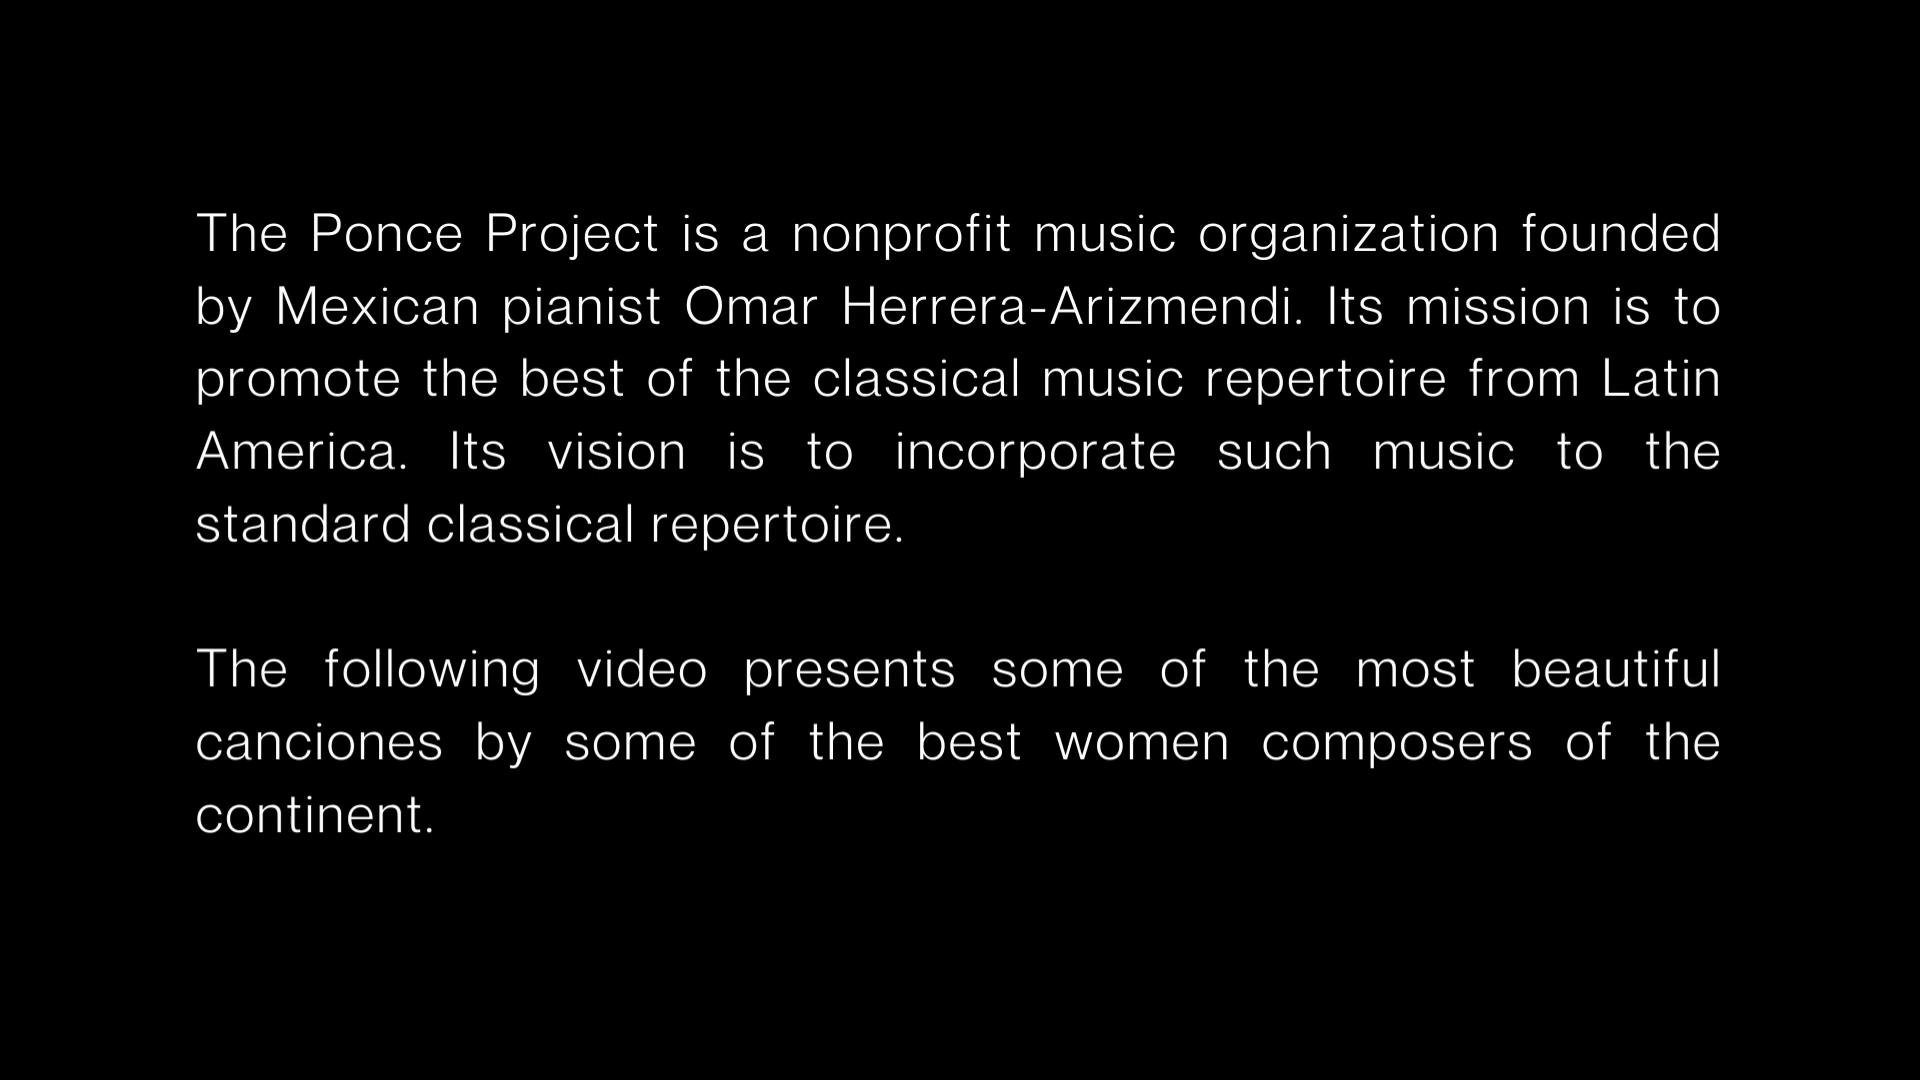 The Ponce Project is a nonprofit music organization founded
by Mexican pianist Omar Herrera-Arizmendi. Its mission is to
promote the best of the classical music repertoire from Latin
America. Its vision is to incorporate such music to the
standard classical repertoire.
The following video presents some of the most beautiful
canciones by some of the best women composers of the
continent.